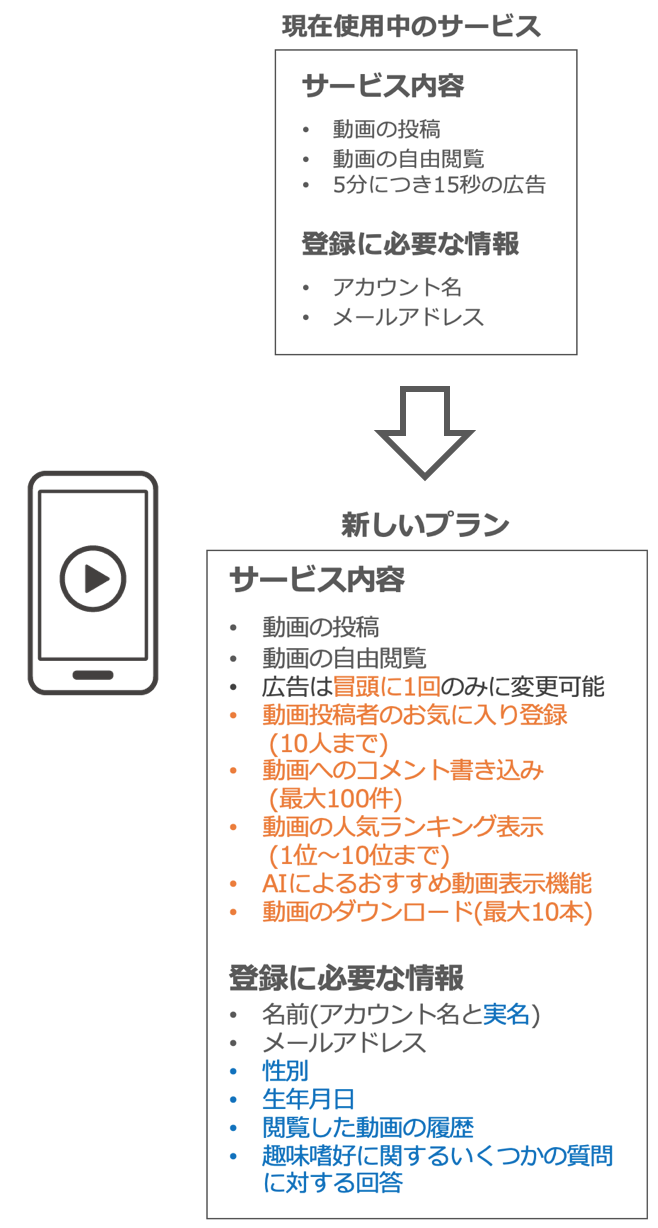 現在使用中のサービス
サービス内容
• 動画の投稿
• 動画の自由閲覧
• 5分につき15秒の広告
登録に必要な情報
• アカウント名
• メールアドレス
新しいプラン
サービス内容
• 動画の投稿
• 動画の自由閲覧
• 広告は冒頭に1回のみに変更可能
• 動画投稿者のお気に入り登録
(10人まで)
• 動画へのコメント書き込み
(最大100件)
• 動画の人気ランキング表示
(1位～10位まで)
• AIによるおすすめ動画表示機能
• 動画のダウンロード(最大10本)
登録に必要な情報
• 名前(アカウント名と実名)
• メールアドレス
• 性別
• 生年月日
• 閲覧した動画の履歴
• 趣味嗜好に関するいくつかの質問
に対する回答